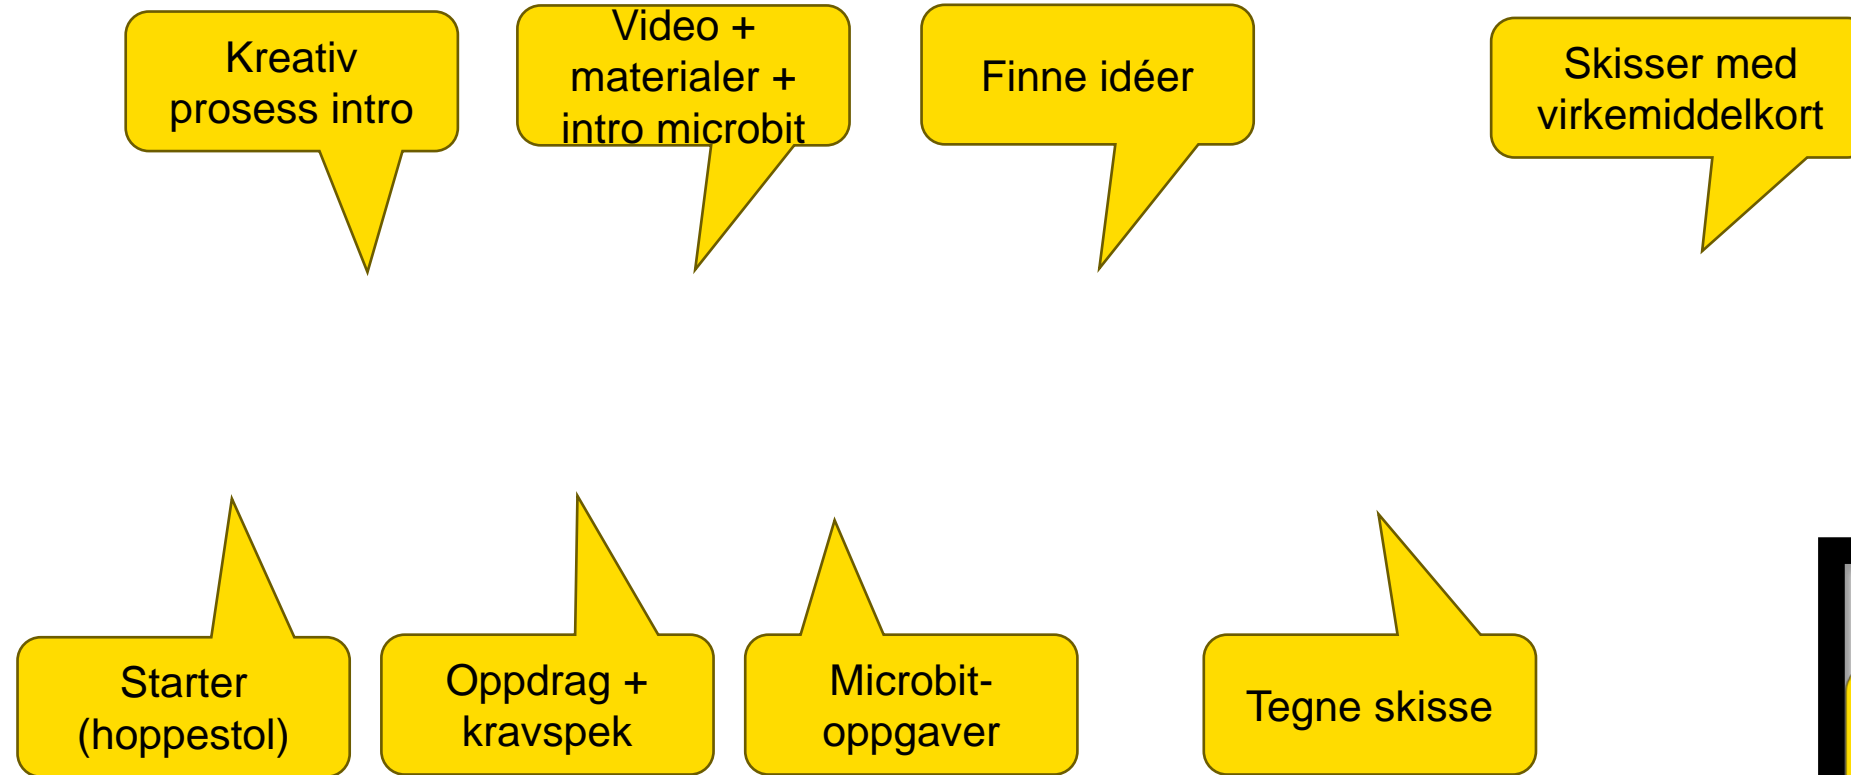 Kreativ
prosess intro
Video +
materialer +
intro microbit
Finne idéer
Skisser med
virkemiddelkort
Starter
(hoppestol)
Oppdrag +
kravspek
Microbit-
oppgaver
Tegne skisse